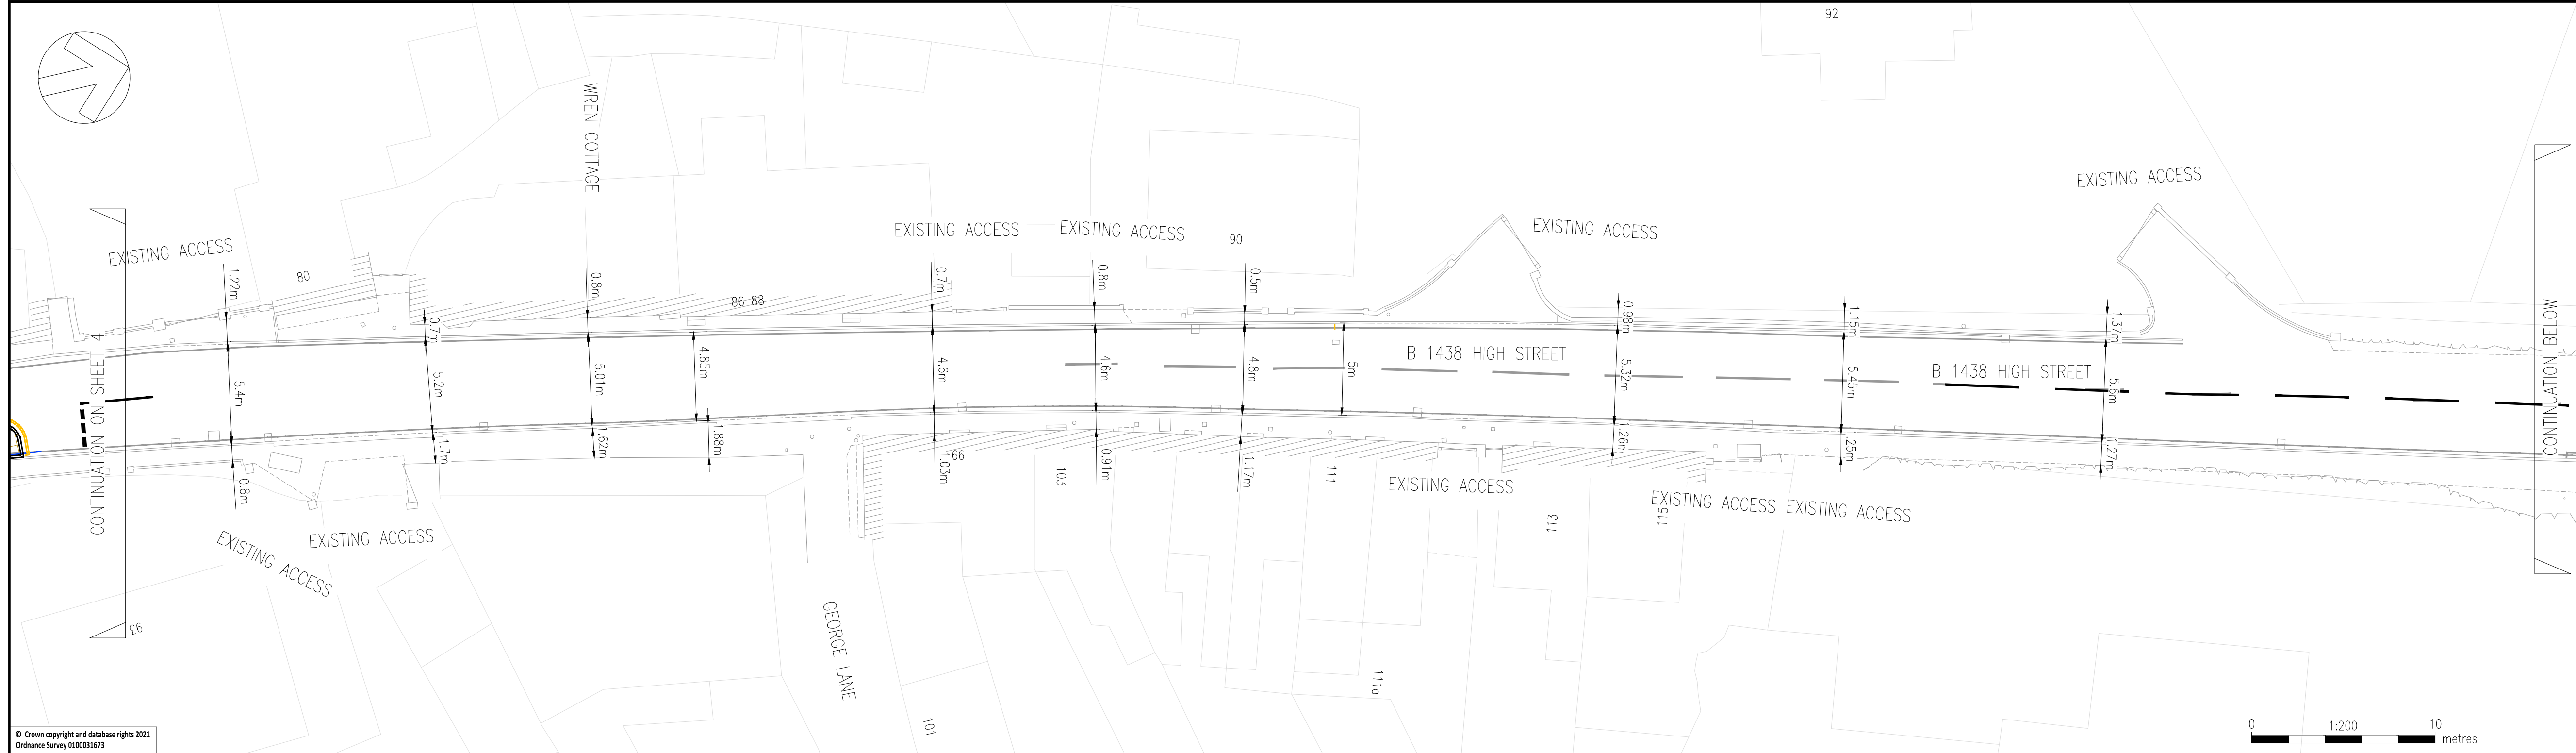 92
WREN COTTAGE
EXISTING ACCESS
EXISTING ACCESS
EXISTING ACCESS
EXISTING ACCESS
90
EXISTING ACCESS
80
86 88
1.22m
0.7m
0.8m
0.7m
0.8m
0.5m
0.98m
1.15m
1.37m
CONTINUATION ON SHEET 4
5.4m
5.2m
5.01m
4.85m
4.6m
4.6m
4.8m
5m
B 1438 HIGH STREET
5.32m
5.45m
B 1438 HIGH STREET
5.6m
CONTINUATION BELOW
0.8m
1.7m
1.62m
1.88m
1.03m
99
0.91m
1.17m
1.26m
1.25m
1.27m
103
111
EXISTING ACCESS
113
115
EXISTING ACCESS EXISTING ACCESS
EXISTING ACCESS
EXISTING ACCESS
93
GEORGE LANE
111a
101
© Crown copyright and database rights 2021
Ordnance Survey 0100031673
0 1:200 10
metres